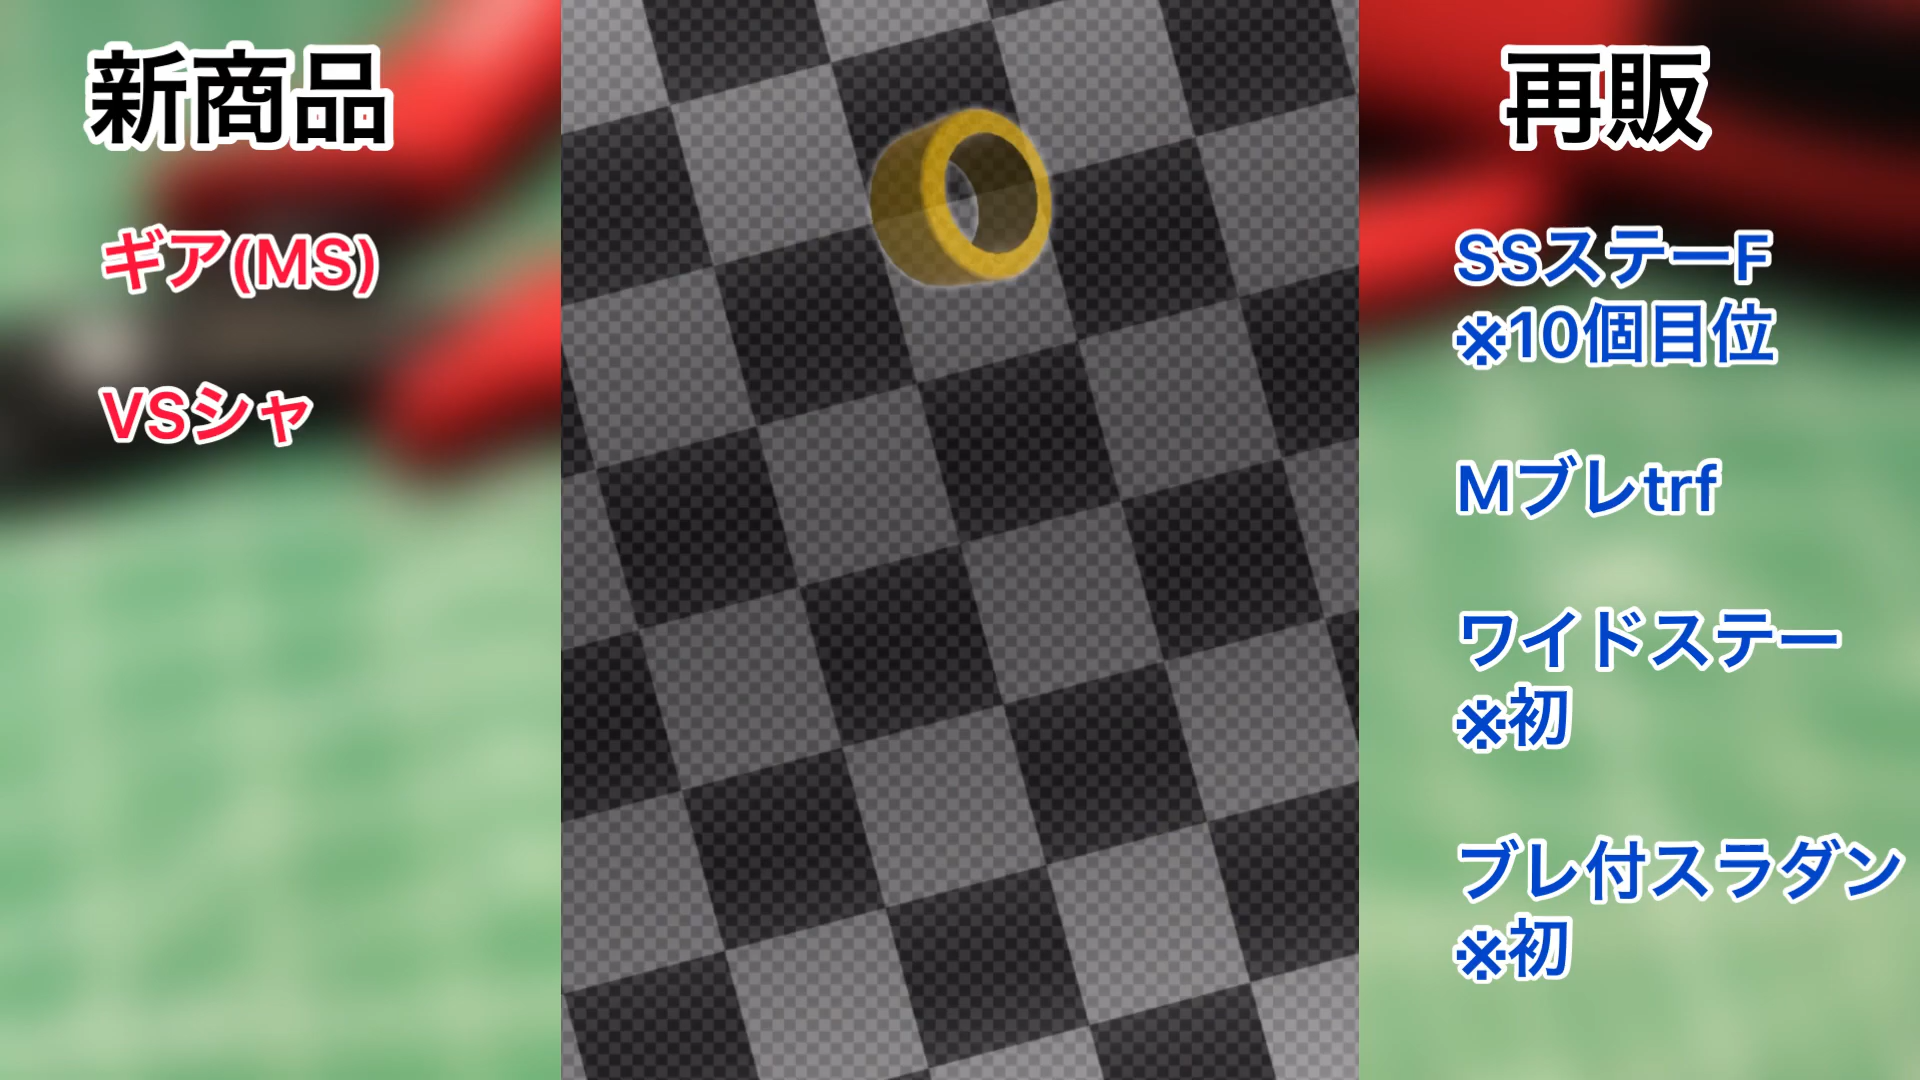 新商品
ギア(MS)
VSシャ
再販
SSステーF
※10個目位
Mブレtrf
ワイドステー
※初
ブレ付スラダン
※初